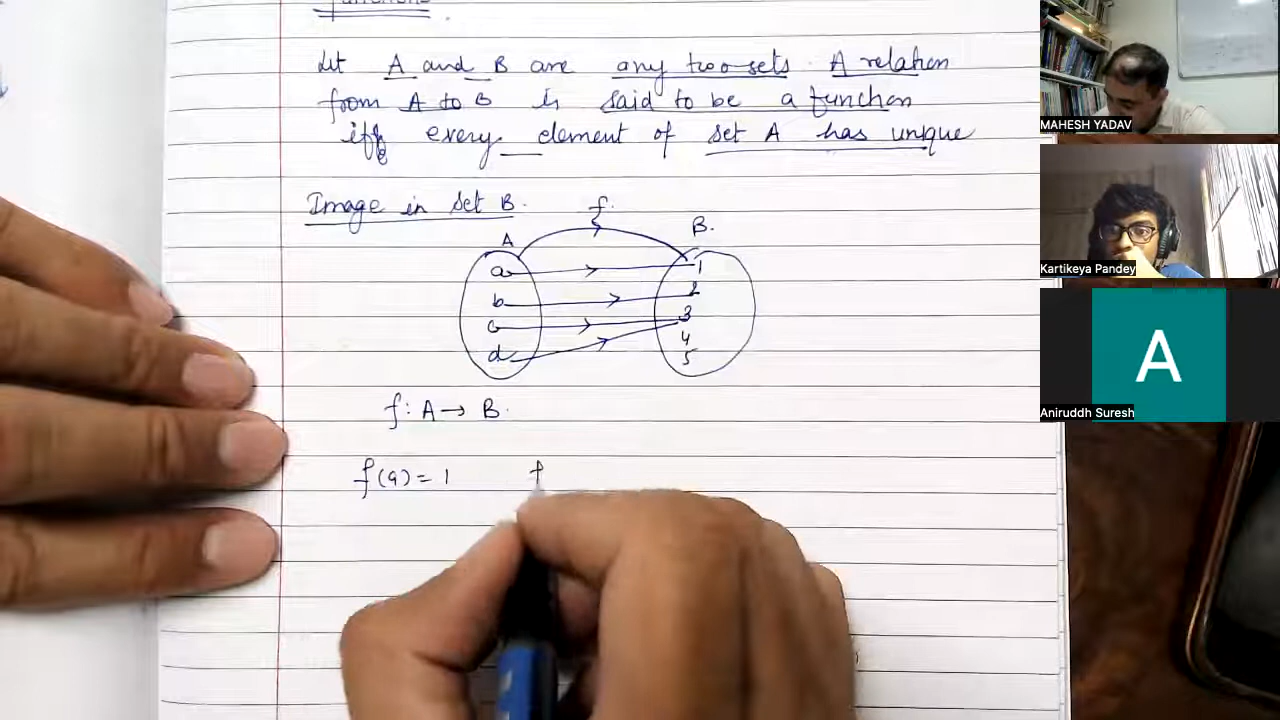 functions
Let A and B are any two sets. A relation
from A to B is said to be a function
iff every element of set A has unique
Image in set B.
f.
A
B.
a
1
b
2
c
3
d
4
5
f: A → B.
f(a) = 1 f
MAHESH YADAV
Kartikeya Pandey
A
Aniruddh Suresh